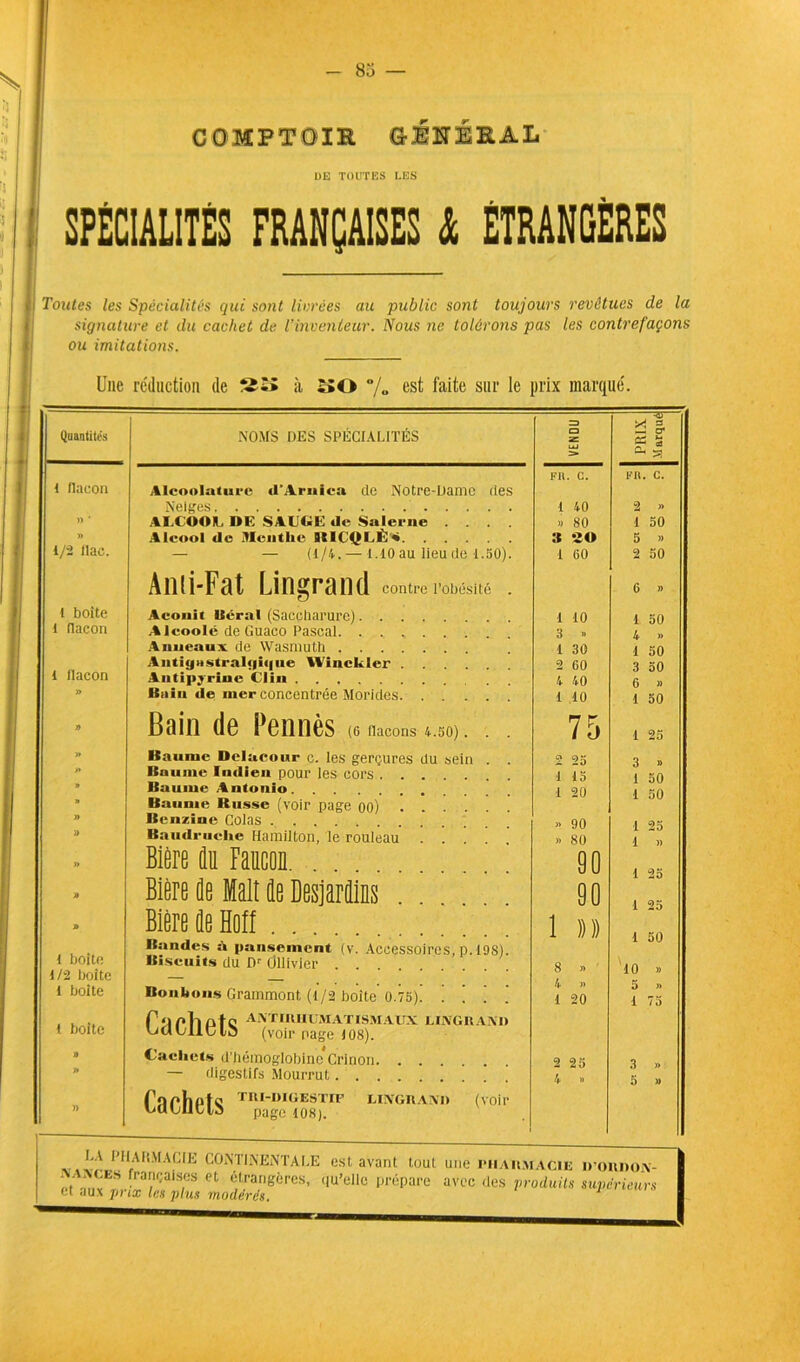 — 85 —
COMPTOIR GÉNÉRAL
DE TOUTES LES
SPÉCIALITÉS FRANÇAISES & ÉTRANGÈRES
Toutes les Spécialités qui sont livrées au public sont toujours revêtues de la
signature et du cachet de l'inventeur. Nous ne tolérons pas les contrefaçons
ou imitations.
Une réduction de 25 à 50 % est faite sur le prix marqué.
Quantités NOMS DES SPÉCIALITÉS VENDU PRIX Marqué
FR. C. FR. C.
1 flacon Alcoolature d'Arnica de Notre-Dame des
Neiges. . . . 1 40 2 »
» ALCOOL DE SAUGE de Salerne . . . . » 80 1 50
» Alcool de Menthe RICQLÈS. . . . 3 20 5 »
1/2 flac. — — (1/4. — 1.10 au lieu de 1.50). 1 60 2 50
Anti-Fat Lingrand contre l'obésité . 6 »
1 boîte Aconit Béral (Saccharure). . . . 1 10 1 50
1 flacon Alcoolé de Guaco Pascal. . . . 3 » 4 »
Anneaux de Wasmuth . . . . 1 30 1 50
Antigastralgique Winckler . . . . 2 60 3 50
1 flacon Antipyrine Clin . . . . 4 40 6 »
» Bain de mer concentrée Morides. . . . 1 10 1 50
» Bain de Pennès (6 flacons 4.50). . . 75 1 25
» Baume Delacour c. les gerçures du sein . . 2 25 3 »
» Baume Indien pour les cors . . . . 1 15 1 50
» Baume Antonio. . . . 1 20 1 50
» Baume Russe (voir page 00) . . . .
» Benzine Colas . . . . » 90 1 25
» Baudruche Hamilton, le rouleau . . . . » 80 1 »
» Bière du Faucon. . . . 90 1 25
» Bière de Malt de Desjardins . . . . 90 1 25
» Bière de Hoff . . . . 1 »» 1 50
Bandes à pansement (v. Accessoires, p.198).
1 boîte Biscuits du Dr Ollivier . . . . 8 » 10 »
1/2 boîte — — 4 » 5 »
1 boîte Bonbons Grammont (1/2 boîte 0.75). . . . 1 20 1 75
1 boîte Cachets ANTIRHUMATISMAUX LINGRAND
(voir page 108).
» Cachets d'hémoglobine Crinon. . . . 2 25 3 »
» — digestifs Mourrut. . . . 4 » 5 »
» Cachets TRI-DIGESTIF LINGRAND (voir
page 108).
LA PHARMACIE CONTINENTALE est avant tout une PHARMACIE D'ORDON-
NANCES françaises et étrangères, qu'elle prépare avec des produits supérieurs
et aux prix les plus modérés.